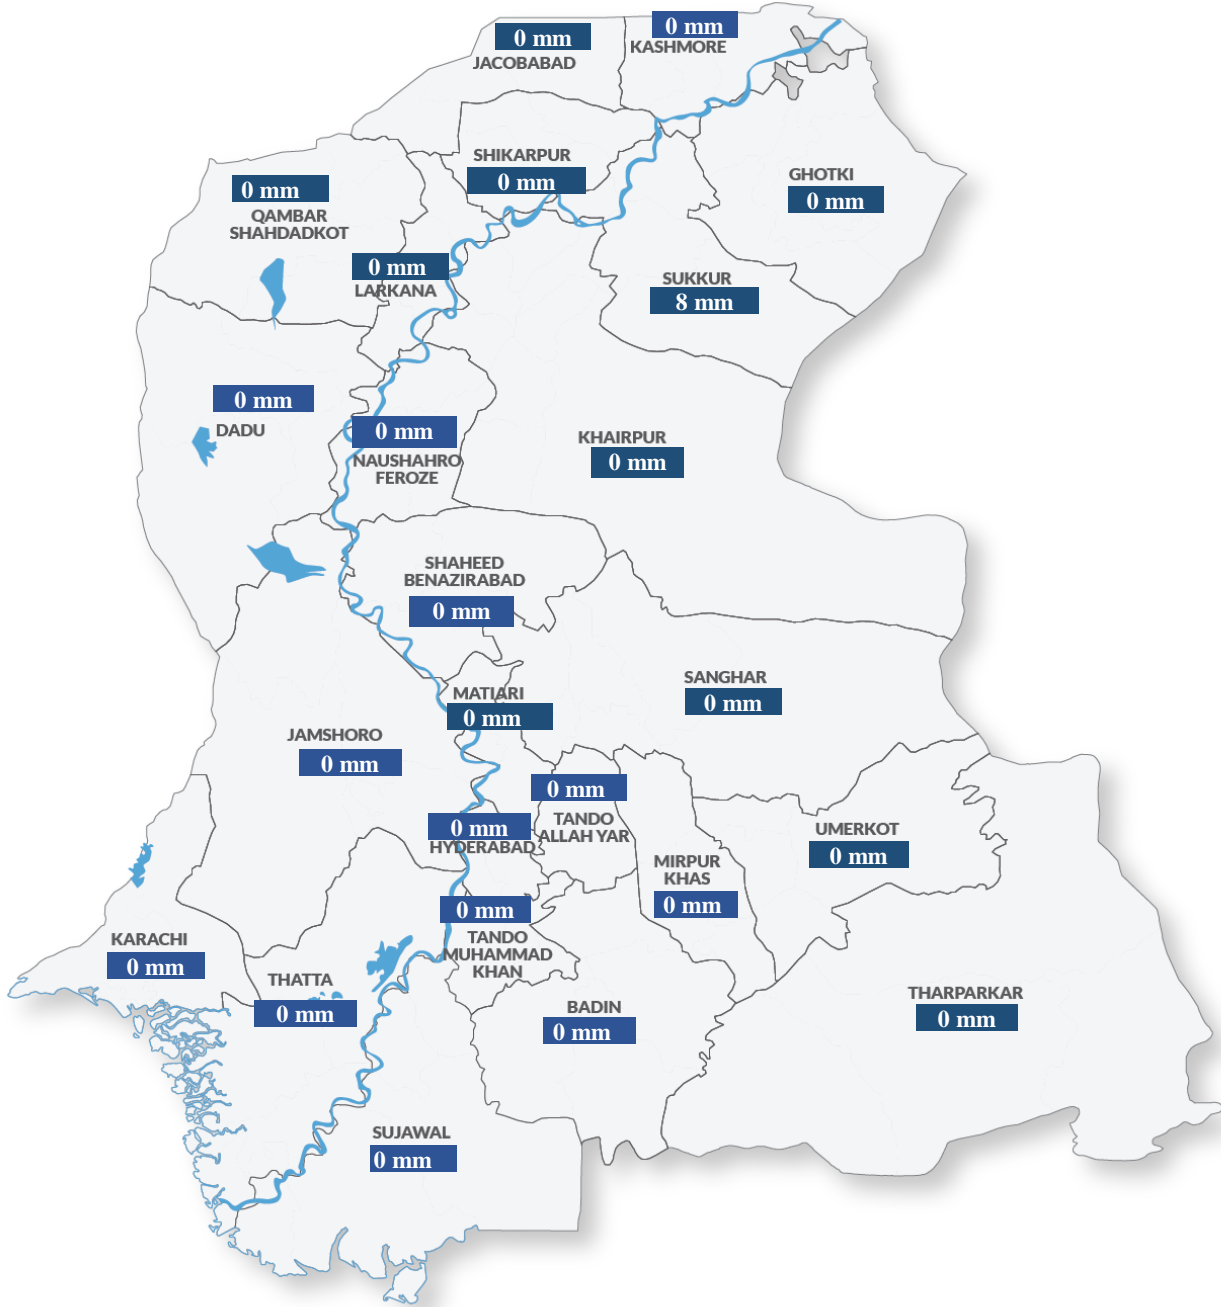 0 mm
KASHMORE
0 mm
JACOBABAD
SHIKARPUR
0 mm
GHOTKI
0 mm
0 mm
QAMBAR
SHAHDADKOT
0 mm
LARKANA
SUKKUR
8 mm
0 mm
DADU
0 mm
NAUSHAHRO
FEROZE
KHAIRPUR
0 mm
SHAHEED
BENAZIRABAD
0 mm
SANGHAR
0 mm
MATIARI
0 mm
JAMSHORO
0 mm
0 mm
TANDO
ALLAH YAR
0 mm
HYDERABAD
UMERKOT
0 mm
MIRPUR
KHAS
0 mm
0 mm
TANDO
MUHAMMAD
KHAN
KARACHI
0 mm
THATTA
0 mm
BADIN
0 mm
THARPARKAR
0 mm
SUJAWAL
0 mm